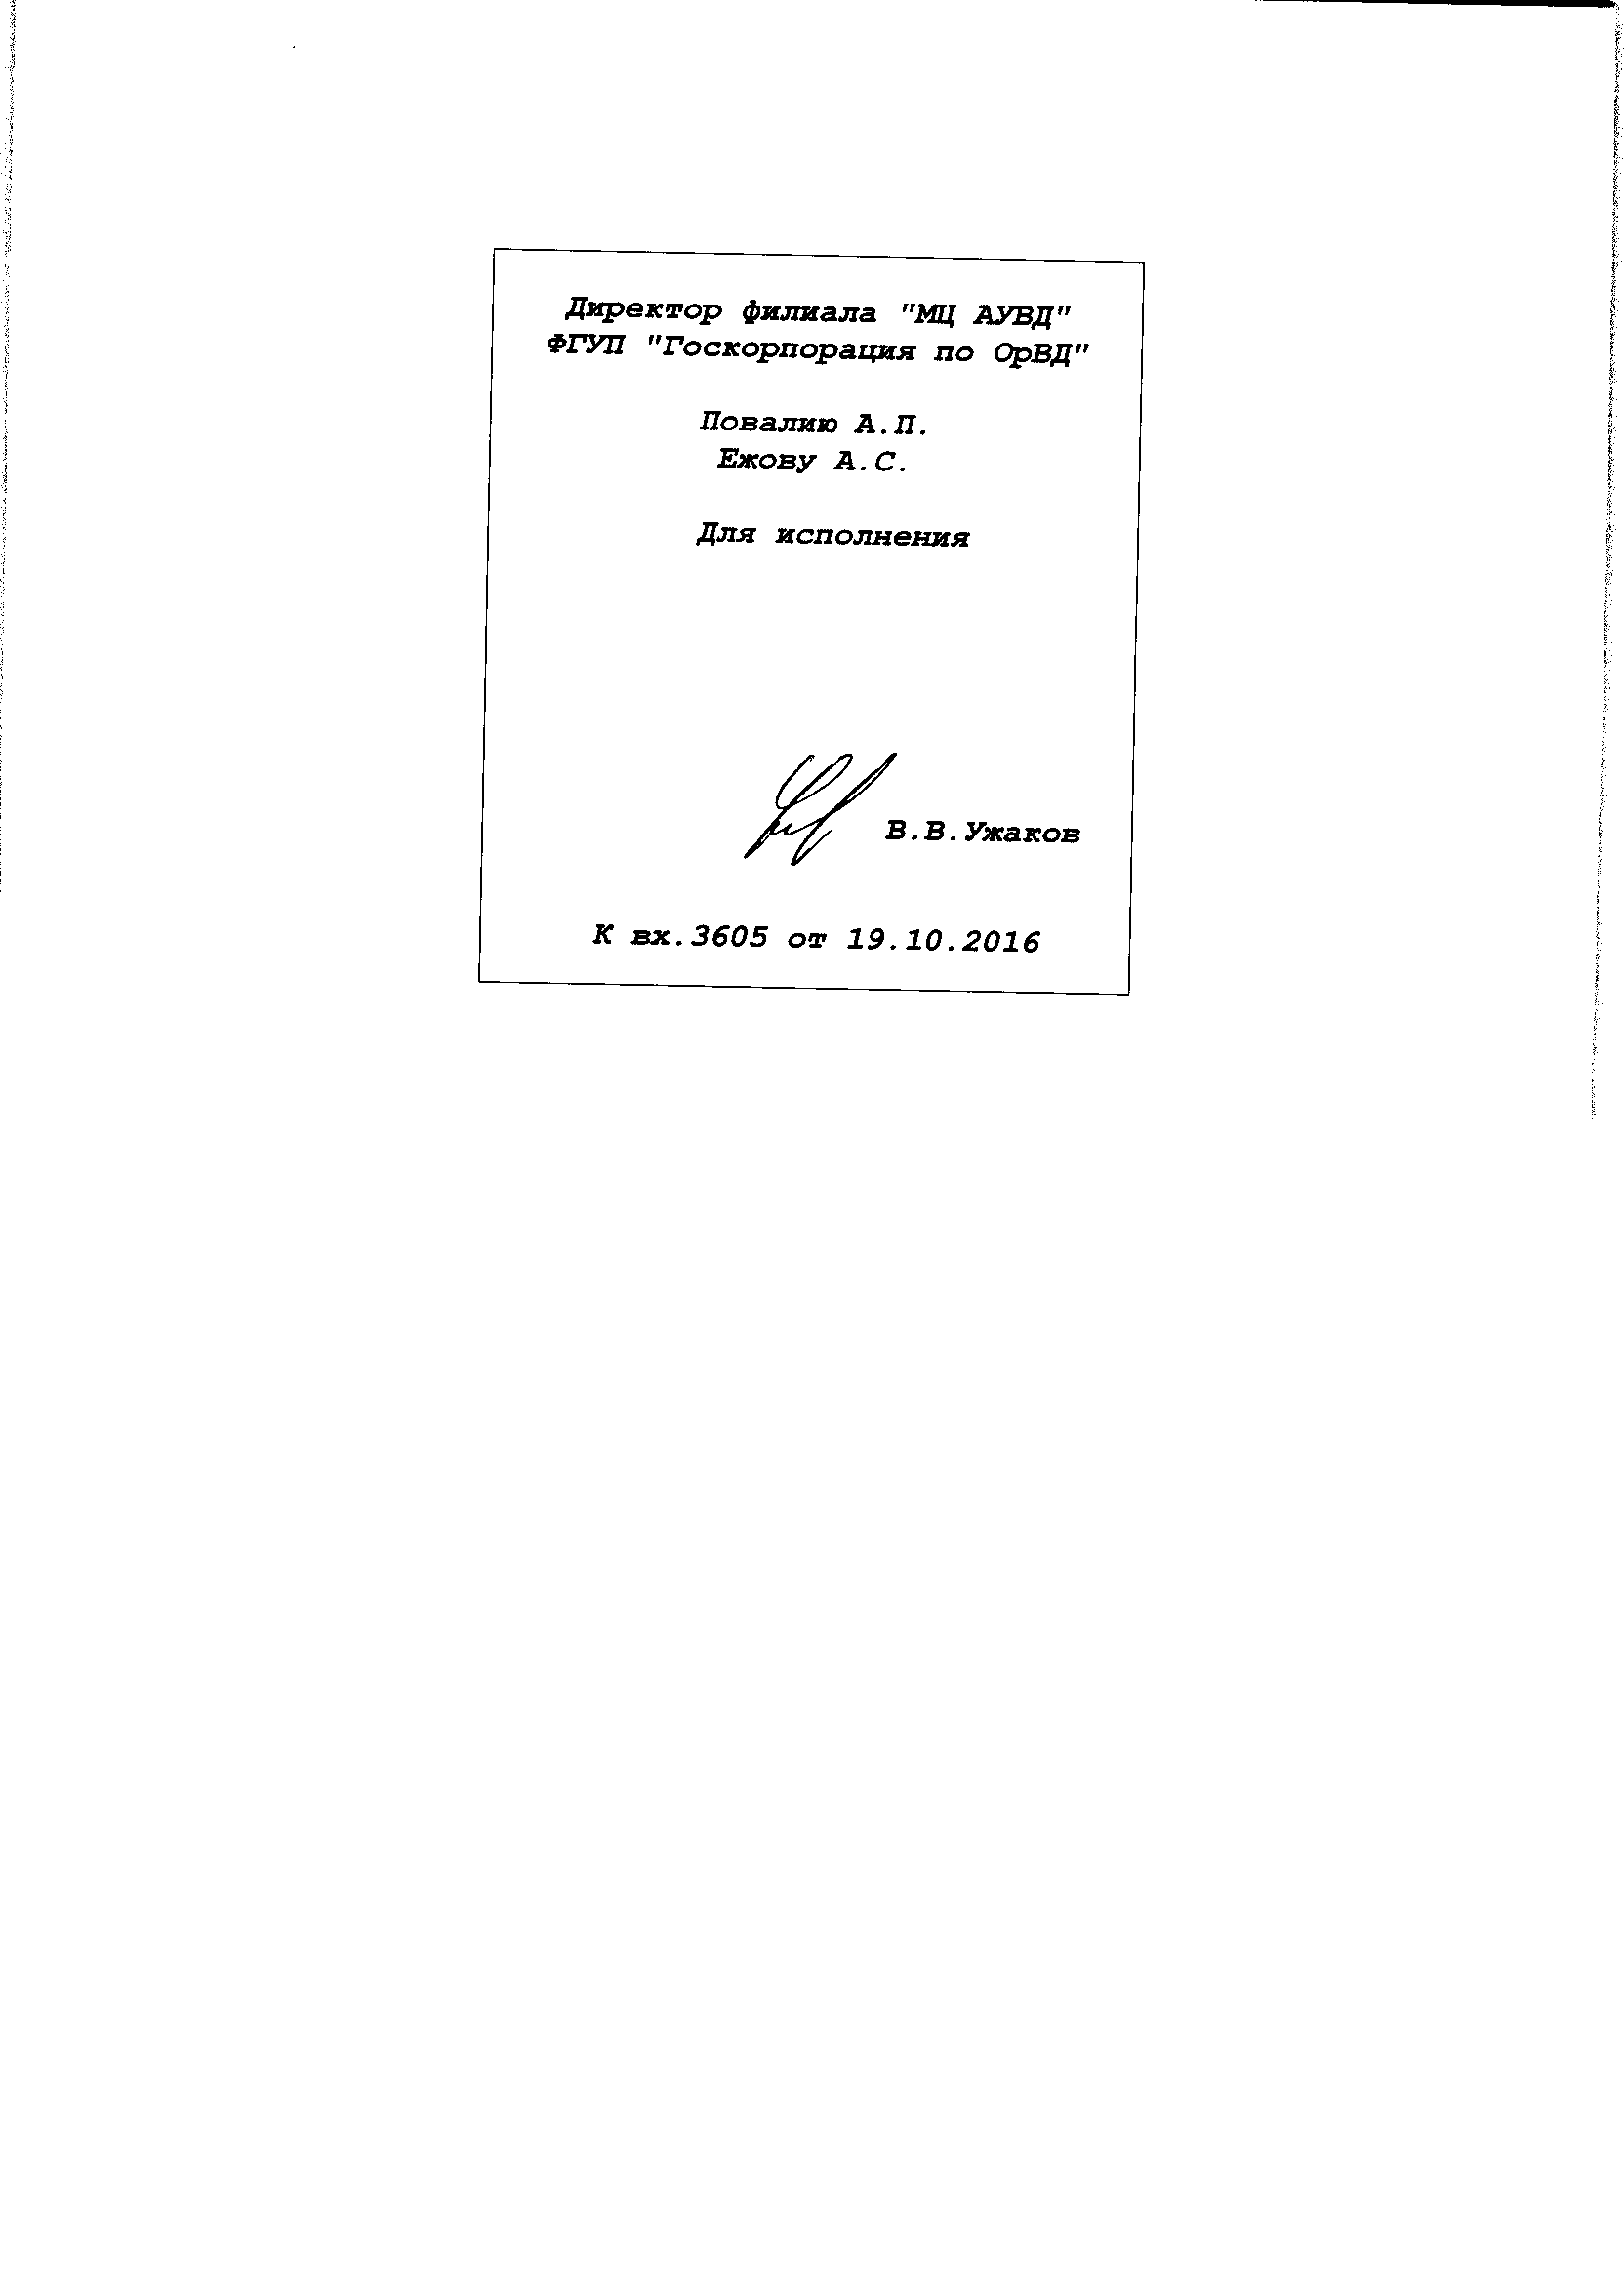 Директор филиала "МЦ АУВД"
ФГУП "Госкорпорация по ОрВД"
Повалию А.П.
Ежову А.С.
Для исполнения
В.В.Ужаков
К вх.3605 от 19.10.2016